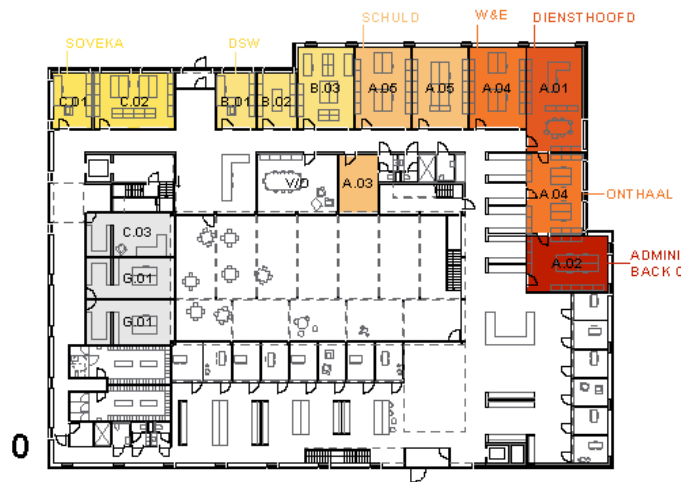 SCHULD
W&E
DIENSTHOOFD
SOVEKA
DSW
C.01
C.02
B.01
B.02
B.03
A.05
A.05
A.04
A.01
V/O
A.03
A.04
ONTHAAL
C.03
G.01
G.01
A.02
ADMINI
BACK O
0